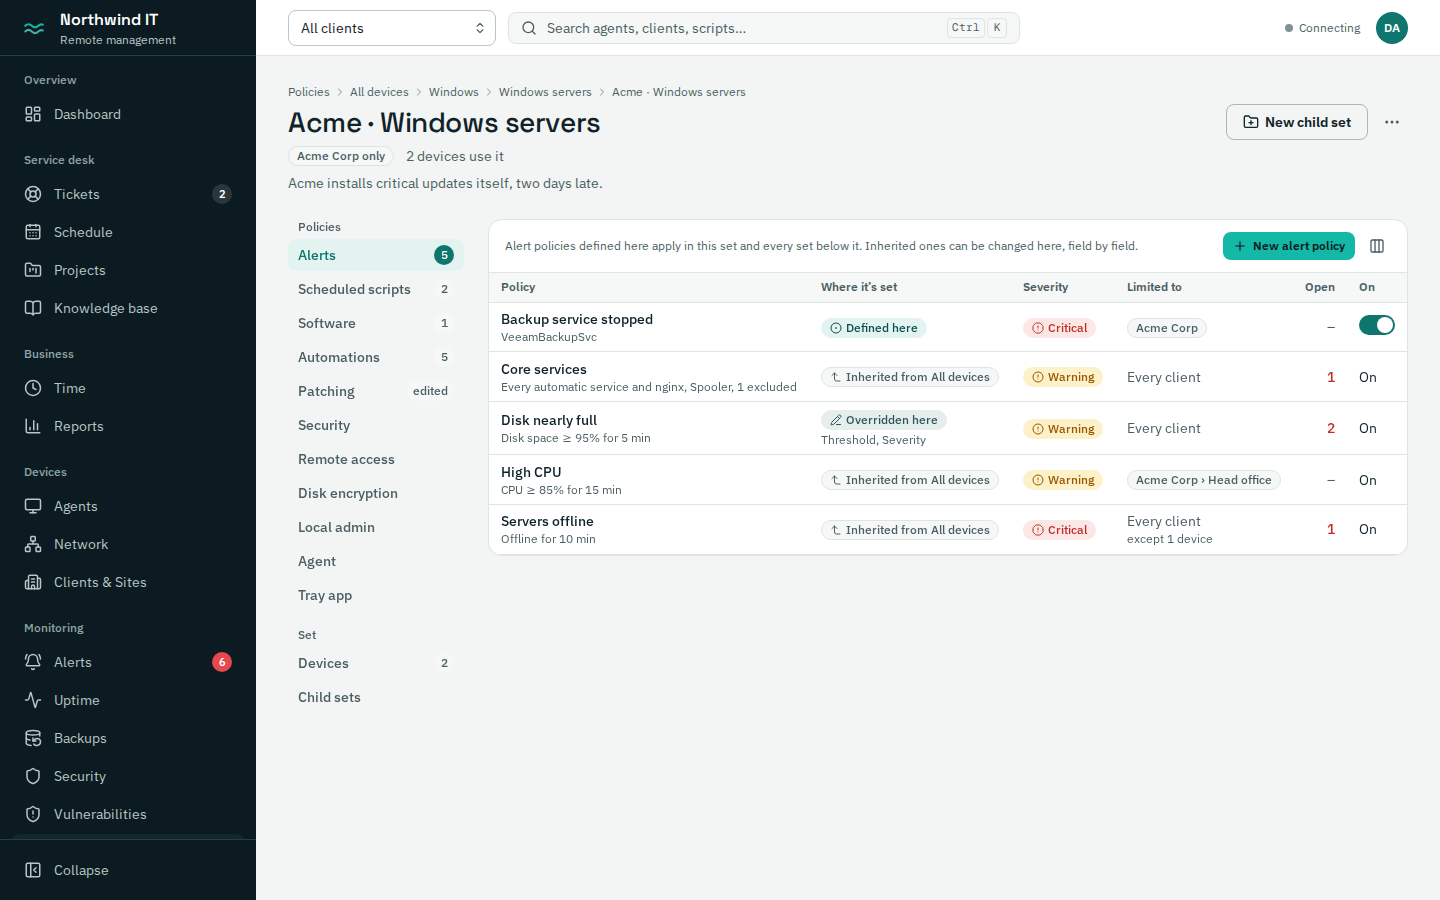 Northwind IT
Remote management
All clients
Search agents, clients, scripts...
Ctrl K
Connecting
DA
Overview
Dashboard
Service desk
Tickets 2
Schedule
Projects
Knowledge base
Business
Time
Reports
Devices
Agents
Network
Clients & Sites
Monitoring
Alerts 6
Uptime
Backups
Security
Vulnerabilities
Collapse
Policies > All devices > Windows > Windows servers > Acme · Windows servers
Acme · Windows servers
New child set
Acme Corp only 2 devices use it
Acme installs critical updates itself, two days late.
Policies
Alerts 5
Scheduled scripts 2
Software 1
Automations 5
Patching edited
Security
Remote access
Disk encryption
Local admin
Agent
Tray app
Set
Devices 2
Child sets
Alert policies defined here apply in this set and every set below it. Inherited ones can be changed here, field by field.
New alert policy
Policy Where it's set Severity Limited to Open On
Backup service stopped Defined here Critical Acme Corp –
VeeamBackupSvc
Core services Inherited from All devices Warning Every client 1 On
Every automatic service and nginx, Spooler, 1 excluded
Disk nearly full Overridden here Warning Every client 2 On
Disk space ≥ 95% for 5 min Threshold, Severity
High CPU Inherited from All devices Warning Acme Corp › Head office – On
CPU ≥ 85% for 15 min
Servers offline Inherited from All devices Critical Every client 1 On
Offline for 10 min except 1 device